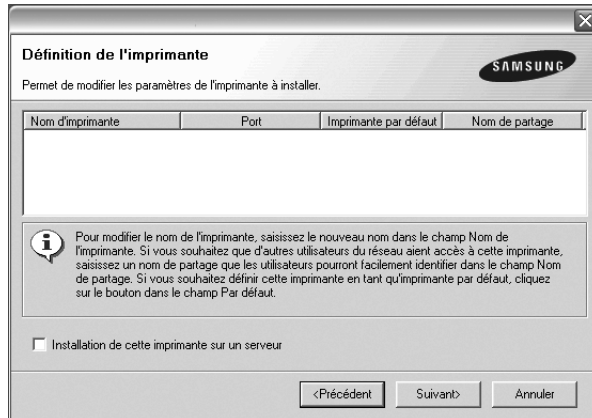 Définition de l'imprimante
SAMSUNG
Permet de modifier les paramètres de l'imprimante à installer.
Nom d'imprimante Port Imprimante par défaut Nom de partage
Pour modifier le nom de l'imprimante, saisissez le nouveau nom dans le champ Nom de
l'imprimante. Si vous souhaitez que d'autres utilisateurs du réseau aient accès à cette imprimante,
saisissez un nom de partage que les utilisateurs pourront facilement identifier dans le champ Nom
de partage. Si vous souhaitez définir cette imprimante en tant qu'imprimante par défaut, cliquez
sur le bouton dans le champ Par défaut.
Installation de cette imprimante sur un serveur
<Précédent Suivant> Annuler